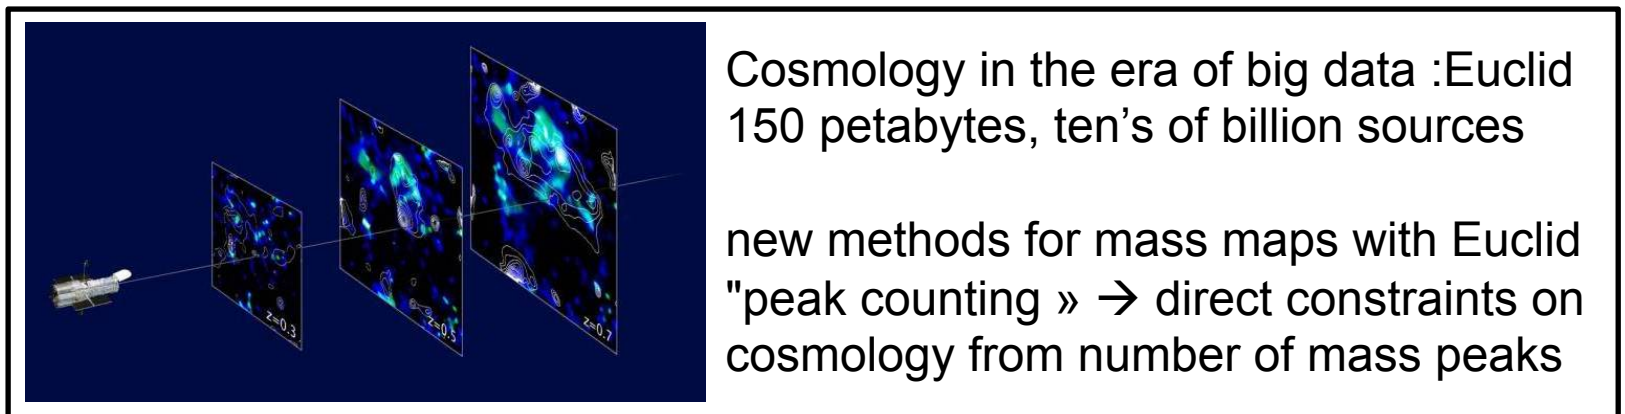 Cosmology in the era of big data :Euclid
150 petabytes, ten’s of billion sources
new methods for mass maps with Euclid
"peak counting » → direct constraints on
cosmology from number of mass peaks
z=0.3
z=0.5
z=0.7